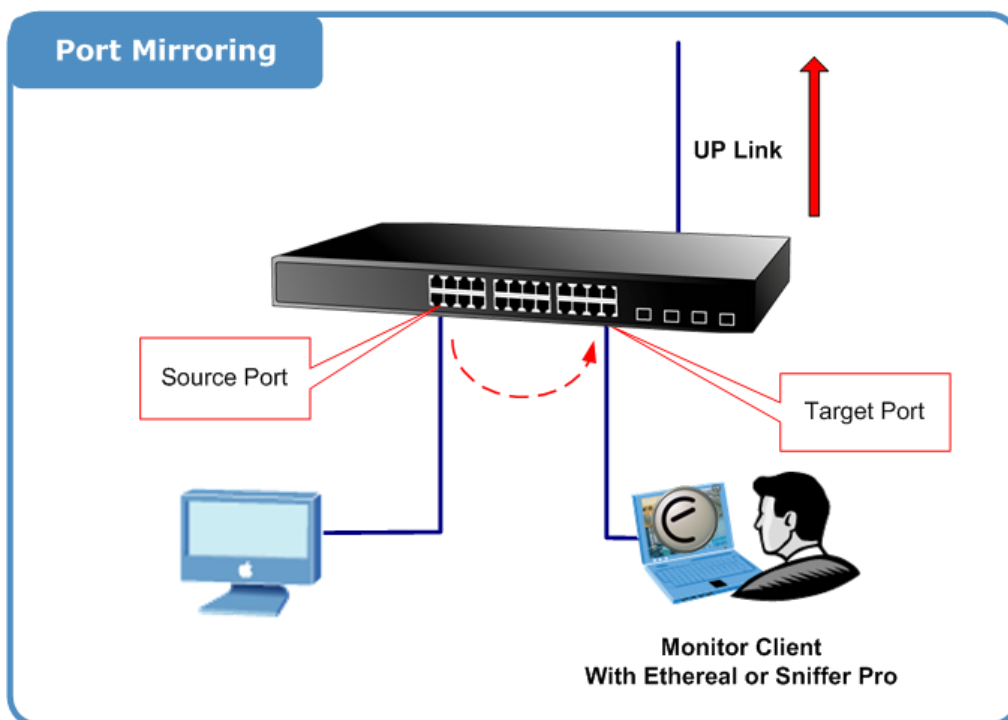 Port Mirroring
UP Link
Source Port
Target Port
Monitor Client
With Ethereal or Sniffer Pro